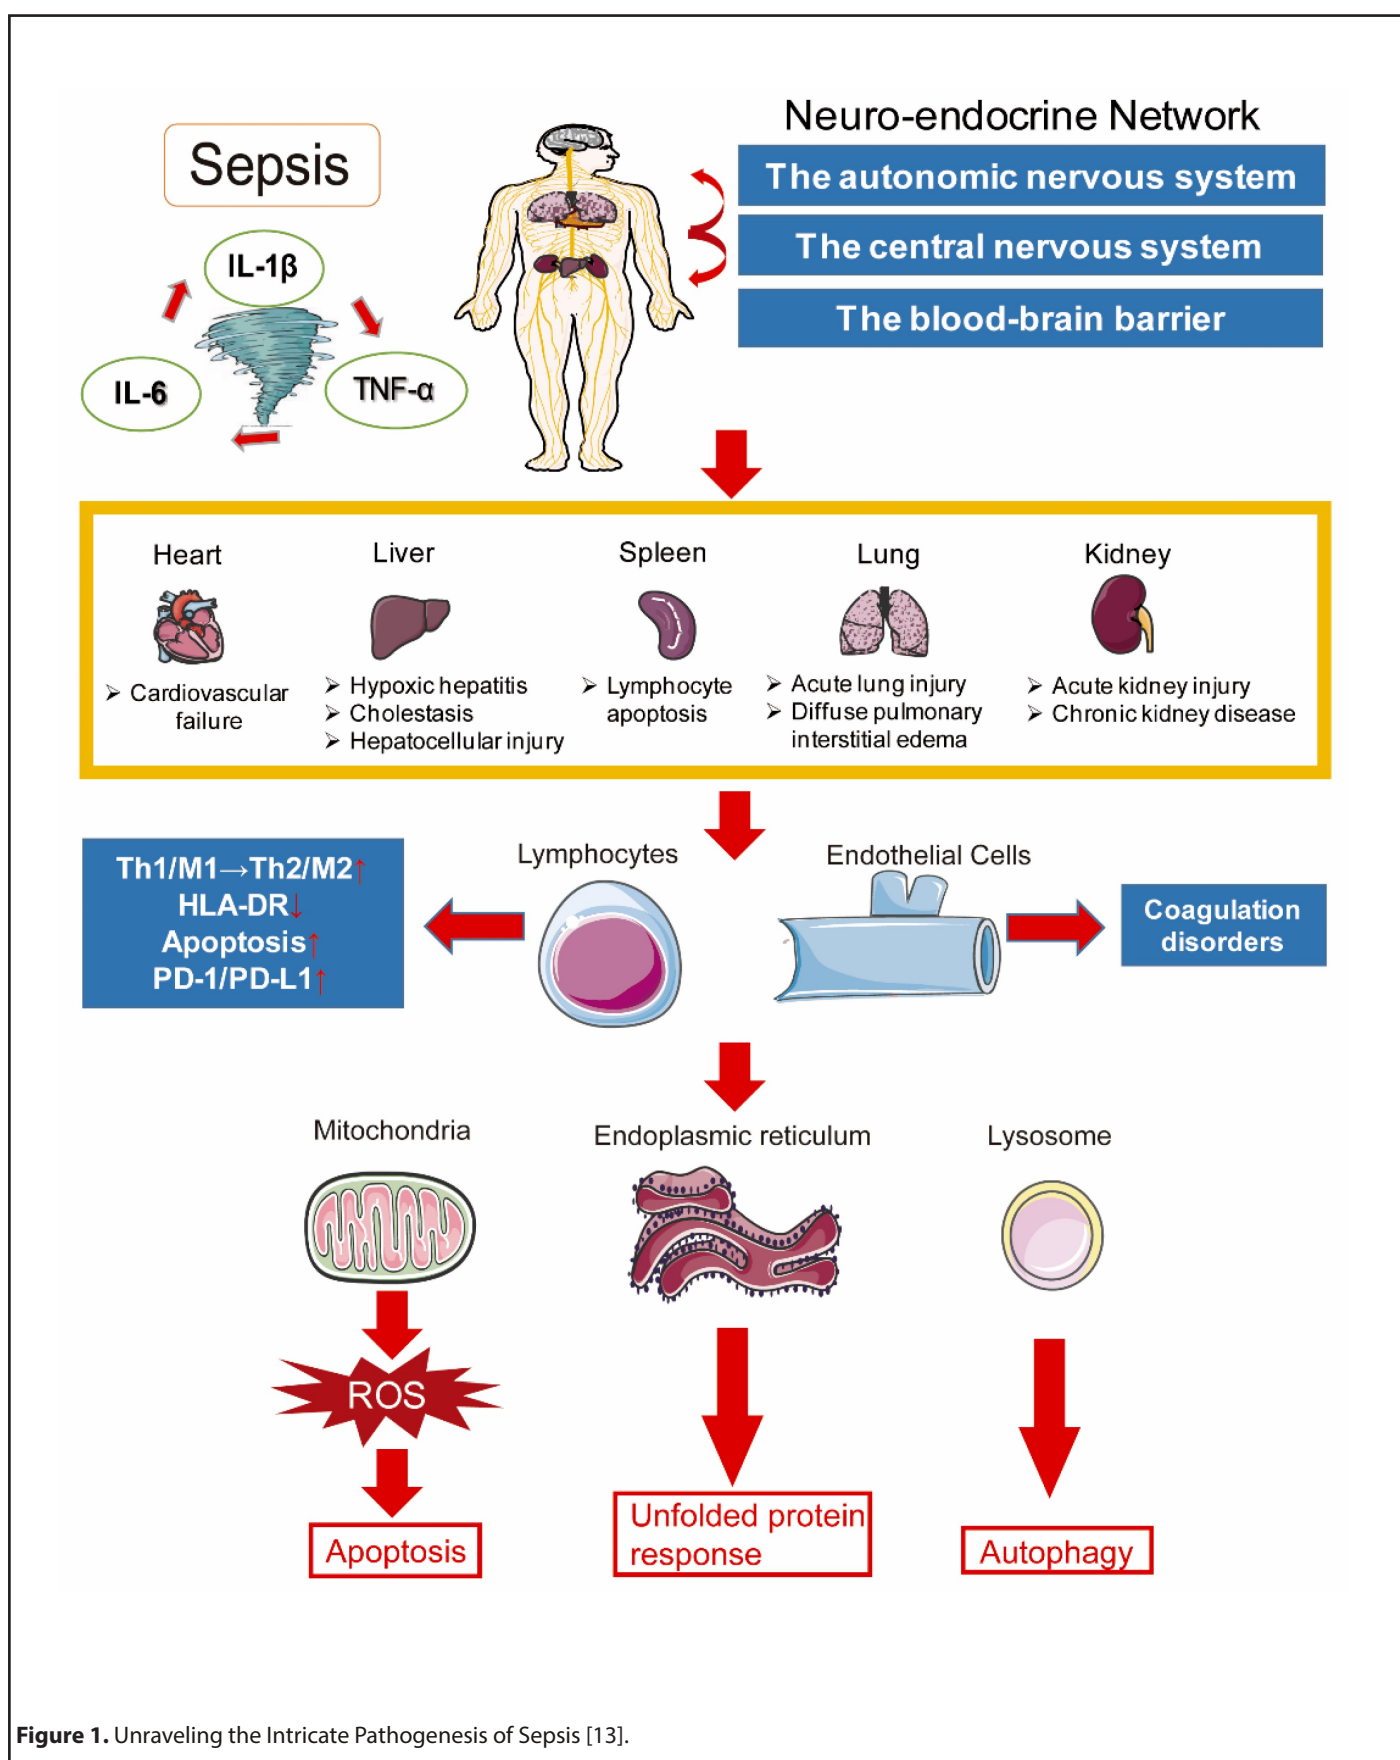 Neuro-endocrine Network
Sepsis
The autonomic nervous system
The central nervous system
The blood-brain barrier
IL-1β
IL-6
TNF-α
Heart
Liver
Spleen
Lung
Kidney
➢ Cardiovascular
failure
➢ Hypoxic hepatitis
➢ Cholestasis
➢ Hepatocellular injury
➢ Lymphocyte
apoptosis
➢ Acute lung injury
➢ Diffuse pulmonary
interstitial edema
➢ Acute kidney injury
➢ Chronic kidney disease
Th1/M1→Th2/M2↑
HLA-DR↓
Apoptosis↑
PD-1/PD-L1↑
Lymphocytes
Endothelial Cells
Coagulation
disorders
Mitochondria
Endoplasmic reticulum
Lysosome
ROS
Apoptosis
Unfolded protein
response
Autophagy
Figure 1. Unraveling the Intricate Pathogenesis of Sepsis [13].